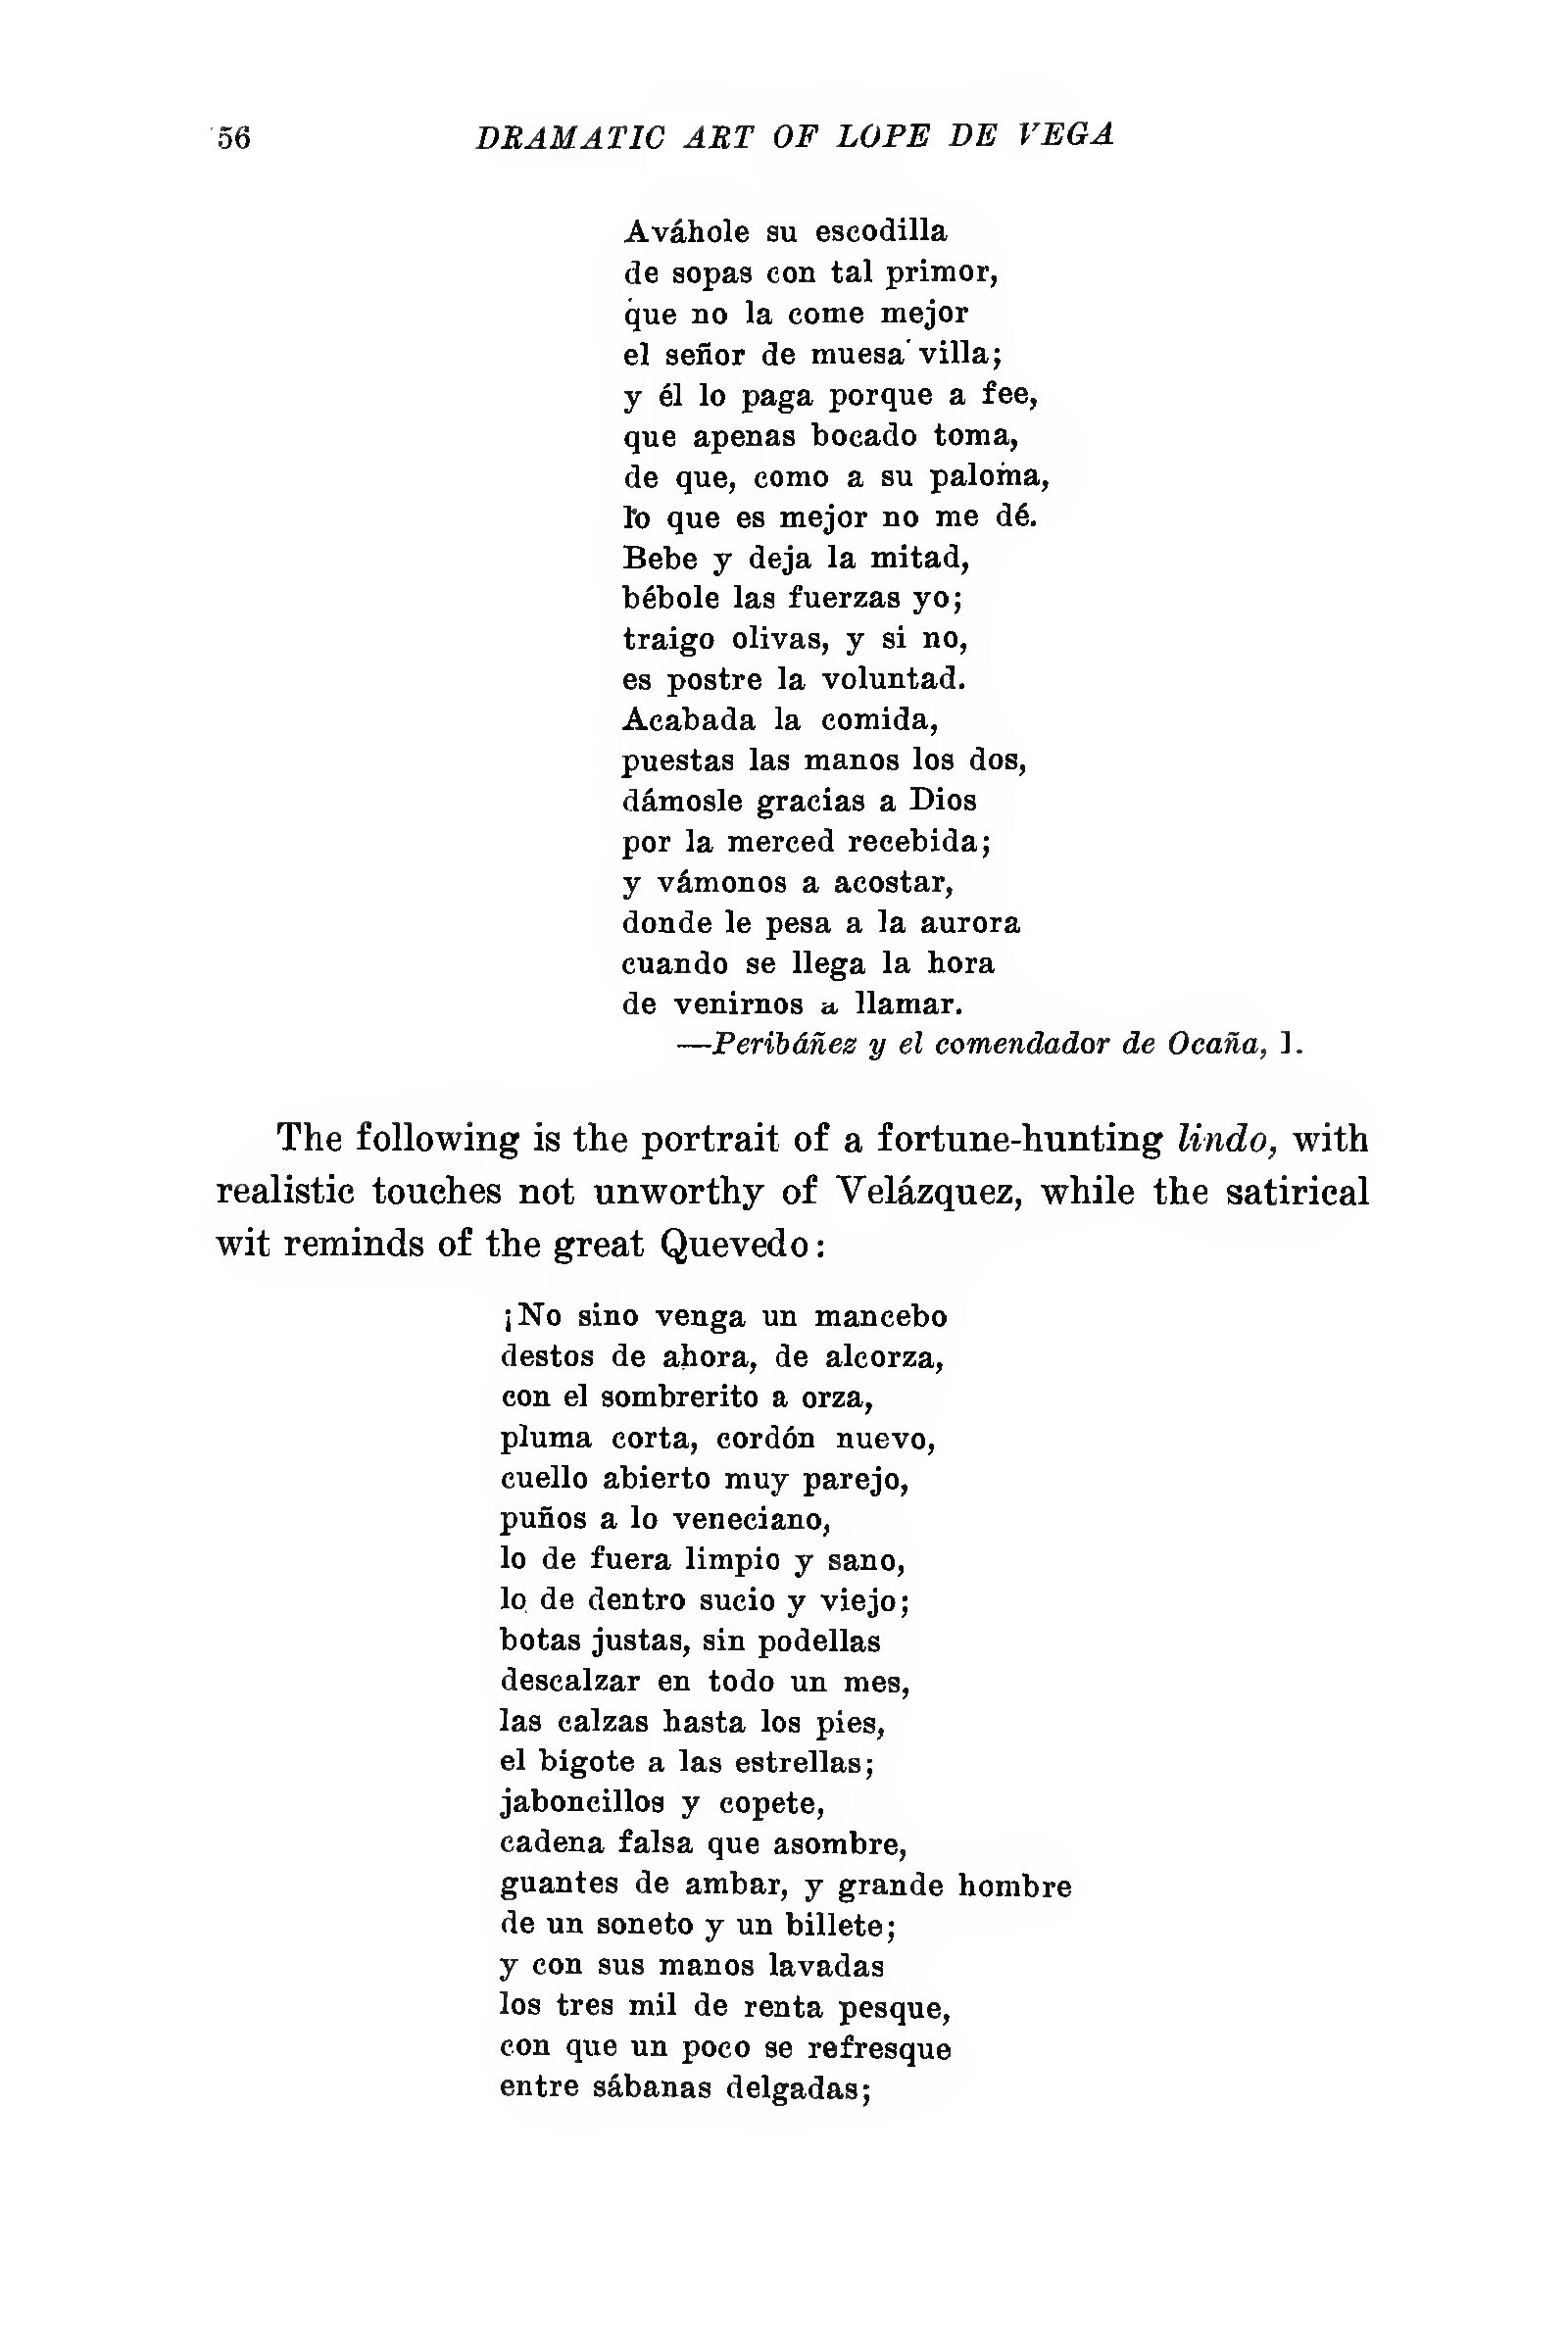 56 DRAMATIC ART OF LOPE DE VEGA
Aváhole su escodilla
de sopas con tal primor,
que no la come mejor
el señor de muesa villa;
y él lo paga porque a fee,
que apenas bocado toma,
de que, como a su paloma,
lo que es mejor no me dé.
Bebe y deja la mitad,
bébole las fuerzas yo;
traigo olivas, y si no,
es postre la voluntad.
Acabada la comida,
puestas las manos los dos,
dámosle gracias a Dios
por la merced recebida;
y vámonos a acostar,
donde le pesa a la aurora
cuando se llega la hora
de venirnos a llamar.
—Peribáñez y el comendador de Ocaña, 1.
The following is the portrait of a fortune-hunting lindo, with
realistic touches not unworthy of Velázquez, while the satirical
wit reminds of the great Quevedo:
¡No sino venga un mancebo
destos de ahora, de alcorza,
con el sombrerito a orza,
pluma corta, cordón nuevo,
cuello abierto muy parejo,
puños a lo veneciano,
lo de fuera limpio y sano,
lo de dentro sucio y viejo;
botas justas, sin podellas
descalzar en todo un mes,
las calzas hasta los pies,
el bigote a las estrellas;
jaboncillos y copete,
cadena falsa que asombre,
guantes de ambar, y grande hombre
de un soneto y un billete;
y con sus manos lavadas
los tres mil de renta pesque,
con que un poco se refresque
entre sábanas delgadas;